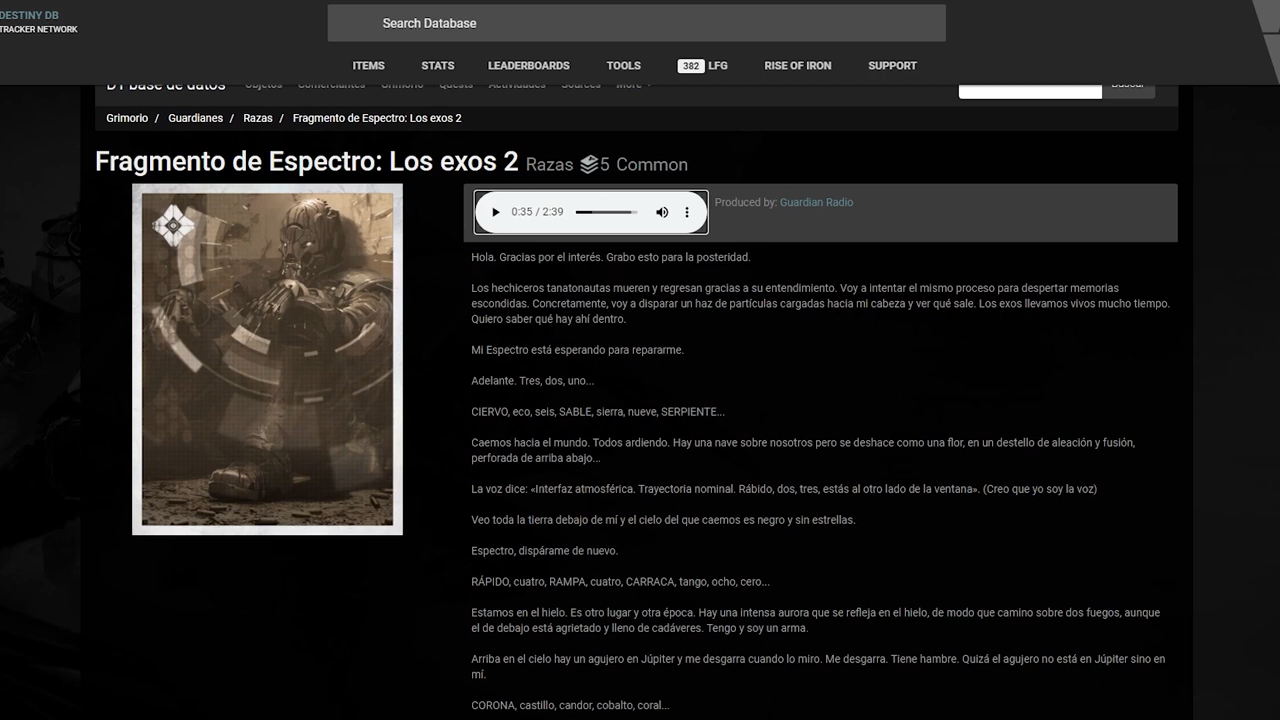 DESTINY DB
TRACKER NETWORK
Search Database
ITEMS STATS LEADERBOARDS TOOLS 382 LFG RISE OF IRON SUPPORT
D1 base de datos Objetos Comerciantes Grimorio Quests Actividades Sources More Buscar
Grimorio / Guardianes / Razas / Fragmento de Espectro: Los exos 2
Fragmento de Espectro: Los exos 2 Razas 5 Common
0:35 / 2:39
Produced by: Guardian Radio
Hola. Gracias por el interés. Grabo esto para la posteridad.
Los hechiceros tanatonautas mueren y regresan gracias a su entendimiento. Voy a intentar el mismo proceso para despertar memorias
escondidas. Concretamente, voy a disparar un haz de partículas cargadas hacia mi cabeza y ver qué sale. Los exos llevamos vivos mucho tiempo.
Quiero saber qué hay ahí dentro.
Mi Espectro está esperando para repararme.
Adelante. Tres, dos, uno...
CIERVO, eco, seis, SABLE, sierra, nueve, SERPIENTE...
Caemos hacia el mundo. Todos ardiendo. Hay una nave sobre nosotros pero se deshace como una flor, en un destello de aleación y fusión,
perforada de arriba abajo...
La voz dice: «Interfaz atmosférica. Trayectoria nominal. Rábido, dos, tres, estás al otro lado de la ventana». (Creo que yo soy la voz)
Veo toda la tierra debajo de mí y el cielo del que caemos es negro y sin estrellas.
Espectro, dispárame de nuevo.
RÁPIDO, cuatro, RAMPA, cuatro, CARRACA, tango, ocho, cero...
Estamos en el hielo. Es otro lugar y otra época. Hay una intensa aurora que se refleja en el hielo, de modo que camino sobre dos fuegos, aunque
el de debajo está agrietado y lleno de cadáveres. Tengo y soy un arma.
Arriba en el cielo hay un agujero en Júpiter y me desgarra cuando lo miro. Me desgarra. Tiene hambre. Quizá el agujero no está en Júpiter sino en
mí.
CORONA, castillo, candor, cobalto, coral...